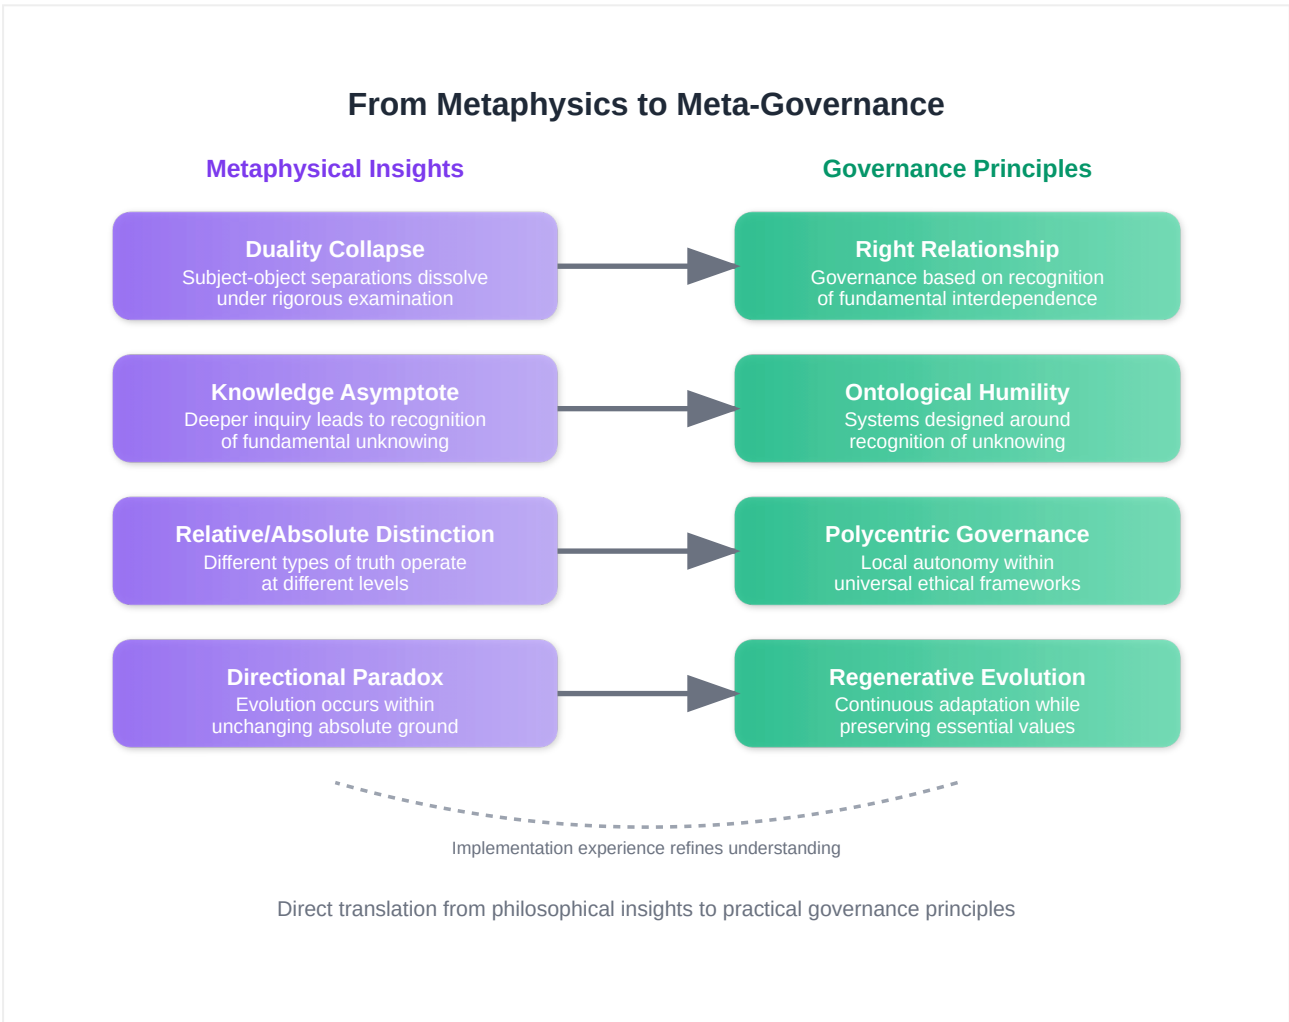 From Metaphysics to Meta-Governance
Metaphysical Insights
Governance Principles
Duality Collapse
Subject-object separations dissolve
under rigorous examination
Right Relationship
Governance based on recognition
of fundamental interdependence
Knowledge Asymptote
Deeper inquiry leads to recognition
of fundamental unknowing
Ontological Humility
Systems designed around
recognition of unknowing
Relative/Absolute Distinction
Different types of truth operate
at different levels
Polycentric Governance
Local autonomy within
universal ethical frameworks
Directional Paradox
Evolution occurs within
unchanging absolute ground
Regenerative Evolution
Continuous adaptation while
preserving essential values
Implementation experience refines understanding
Direct translation from philosophical insights to practical governance principles